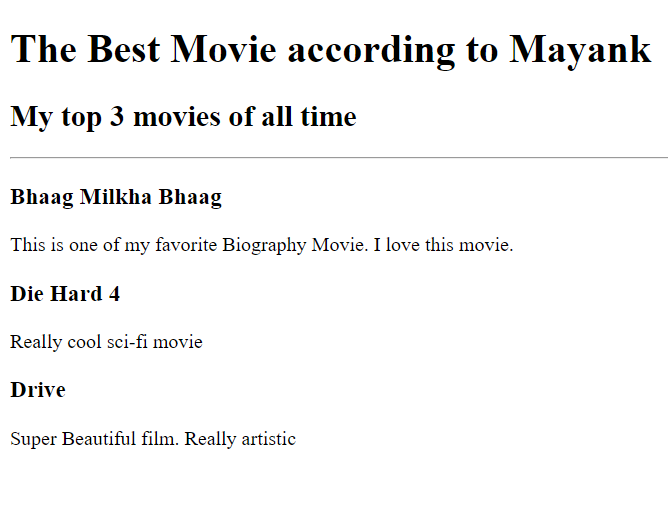 The Best Movie according to Mayank
My top 3 movies of all time
Bhaag Milkha Bhaag
This is one of my favorite Biography Movie. I love this movie.
Die Hard 4
Really cool sci-fi movie
Drive
Super Beautiful film. Really artistic